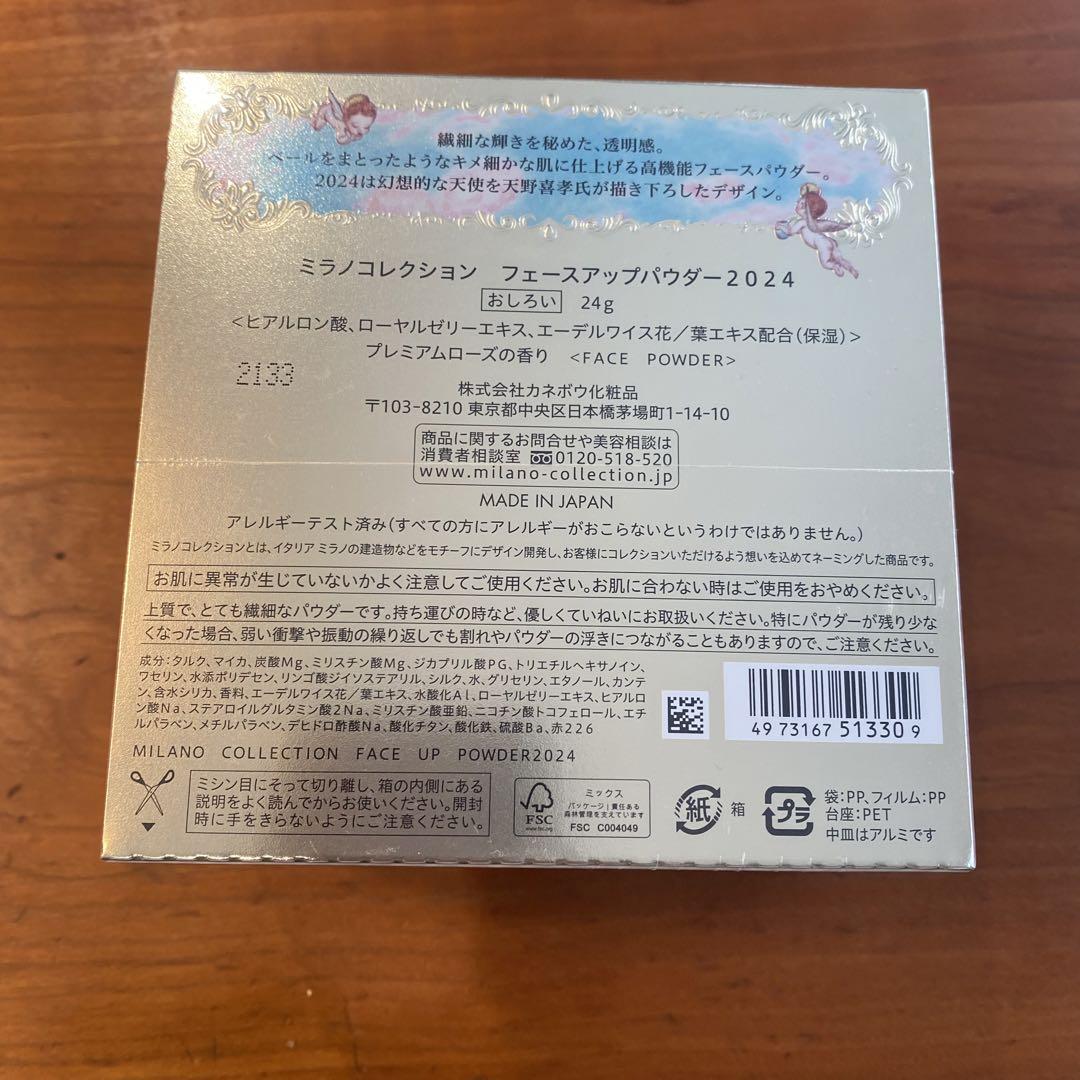 繊細な輝きを秘めた、透明感。
ベールをまとったようなキメ細かな肌に仕上げる高機能フェースパウダー。
2024は幻想的な天使を天野喜孝氏が描き下ろしたデザイン。
ミラノコレクション フェースアップパウダー2024
おしろい 24g
<ヒアルロン酸、ローヤルゼリーエキス、エーデルワイス花/葉エキス配合(保湿)>
プレミアムローズの香り <FACE POWDER>
2133
株式会社カネボウ化粧品
〒103-8210 東京都中央区日本橋茅場町1-14-10
商品に関するお問合せや美容相談は
消費者相談室 0120-518-520
www.milano-collection.jp
MADE IN JAPAN
アレルギーテスト済み(すべての方にアレルギーがおこらないというわけではありません。)
ミラノコレクションとは、イタリア ミラノの建造物などをモチーフにデザイン開発し、お客様にコレクションいただけるよう想いを込めてネーミングした商品です。
お肌に異常が生じていないかよく注意してご使用ください。お肌に合わない時はご使用をおやめください。
上質で、とても繊細なパウダーです。持ち運びの時など、優しくていねいにお取扱いください。特にパウダーが残り少な
くなった場合、弱い衝撃や振動の繰り返しでも割れやパウダーの浮きにつながることもありますので、ご注意ください。
成分:タルク、マイカ、炭酸Mg、ミリスチン酸Mg、ジカプリル酸PG、トリエチルヘキサノイン、
ワセリン、水添ポリデセン、リンゴ酸ジイソステアリル、シルク、水、グリセリン、エタノール、カンテ
ン、含水シリカ、香料、エーデルワイス花/葉エキス、水酸化Al、ローヤルゼリーエキス、ヒアルロ
ン酸Na、ステアロイルグルタミン酸2Na、ミリスチン酸亜鉛、ニコチン酸トコフェロール、エチ
ルパラベン、メチルパラベン、デヒドロ酢酸Na、酸化チタン、酸化鉄、硫酸Ba、赤226
4973167513309
MILANO COLLECTION FACE UP POWDER2024
ミシン目にそって切り離し、箱の内側にある
説明をよく読んでからお使いください。開封
時に手をきらないようにご注意ください。
FSC
www.fsc.org
ミックス
パッケージ|責任ある
森林管理を支えています
FSC C004049
紙 箱
プラ
袋:PP、フィルム:PP
台座:PET
中皿はアルミです